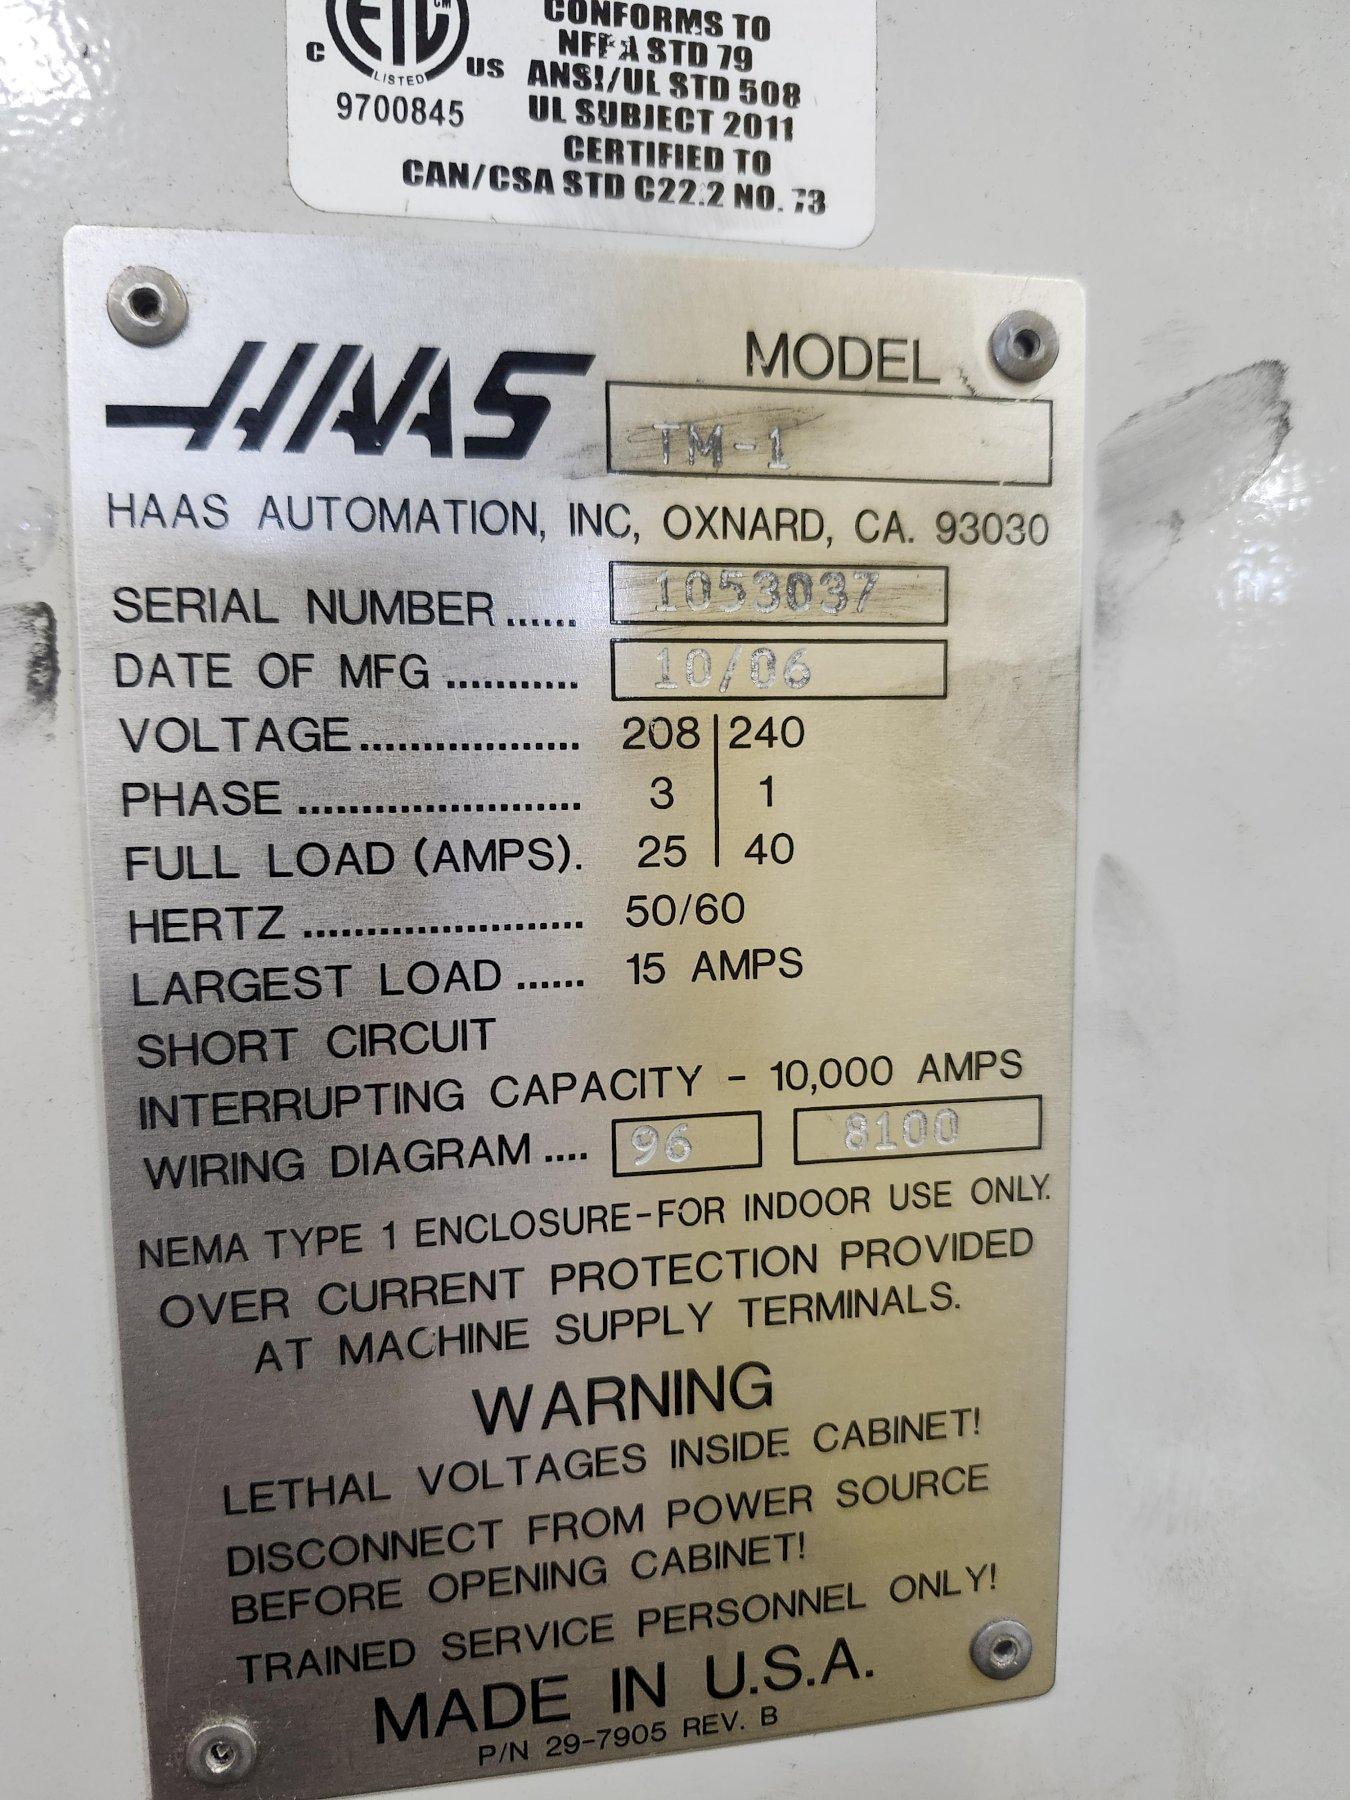 ETL CM
C LISTED US
9700845
CONFORMS TO
NFPA STD 79
ANSI/UL STD 508
UL SUBJECT 2011
CERTIFIED TO
CAN/CSA STD C22.2 NO. 73
HAAS
MODEL
TM-1
HAAS AUTOMATION, INC, OXNARD, CA. 93030
SERIAL NUMBER...... 1053037
DATE OF MFG ........... 10/06
VOLTAGE.................. 208 | 240
PHASE ....................... 3 | 1
FULL LOAD (AMPS). 25 | 40
HERTZ ....................... 50/60
LARGEST LOAD ...... 15 AMPS
SHORT CIRCUIT
INTERRUPTING CAPACITY - 10,000 AMPS
WIRING DIAGRAM .... 96 8100
NEMA TYPE 1 ENCLOSURE-FOR INDOOR USE ONLY.
OVER CURRENT PROTECTION PROVIDED
AT MACHINE SUPPLY TERMINALS.
WARNING
LETHAL VOLTAGES INSIDE CABINET!
DISCONNECT FROM POWER SOURCE
BEFORE OPENING CABINET!
TRAINED SERVICE PERSONNEL ONLY!
MADE IN U.S.A.
P/N 29-7905 REV. B